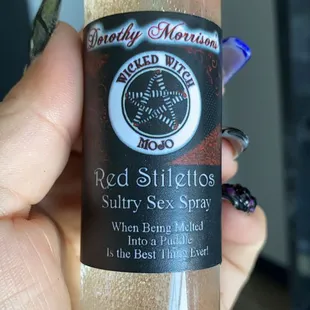 Dorothy Morrison's
WICKED WITCH
MOJO
Red Stilettos
Sultry Sex Spray
When Being Melted
Into a Puddle
Is the Best Thing Ever!